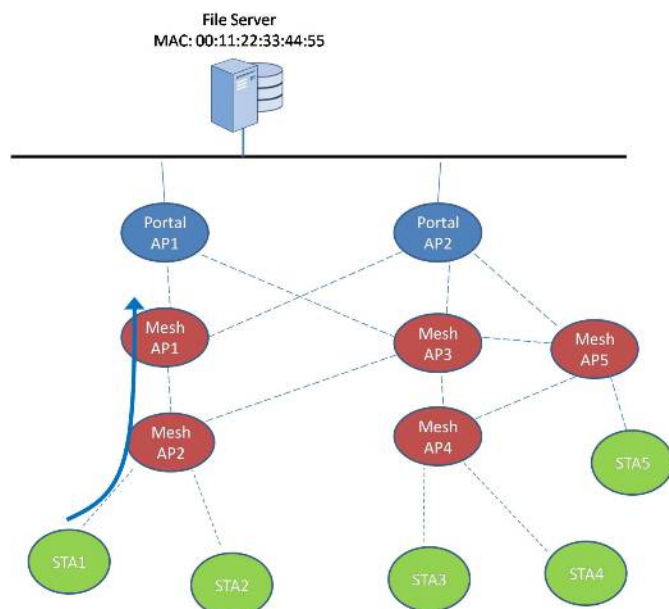 File Server
MAC: 00:11:22:33:44:55
Portal
AP1
Portal
AP2
Mesh
AP1
Mesh
AP3
Mesh
AP5
Mesh
AP2
Mesh
AP4
STA5
STA1
STA2
STA3
STA4